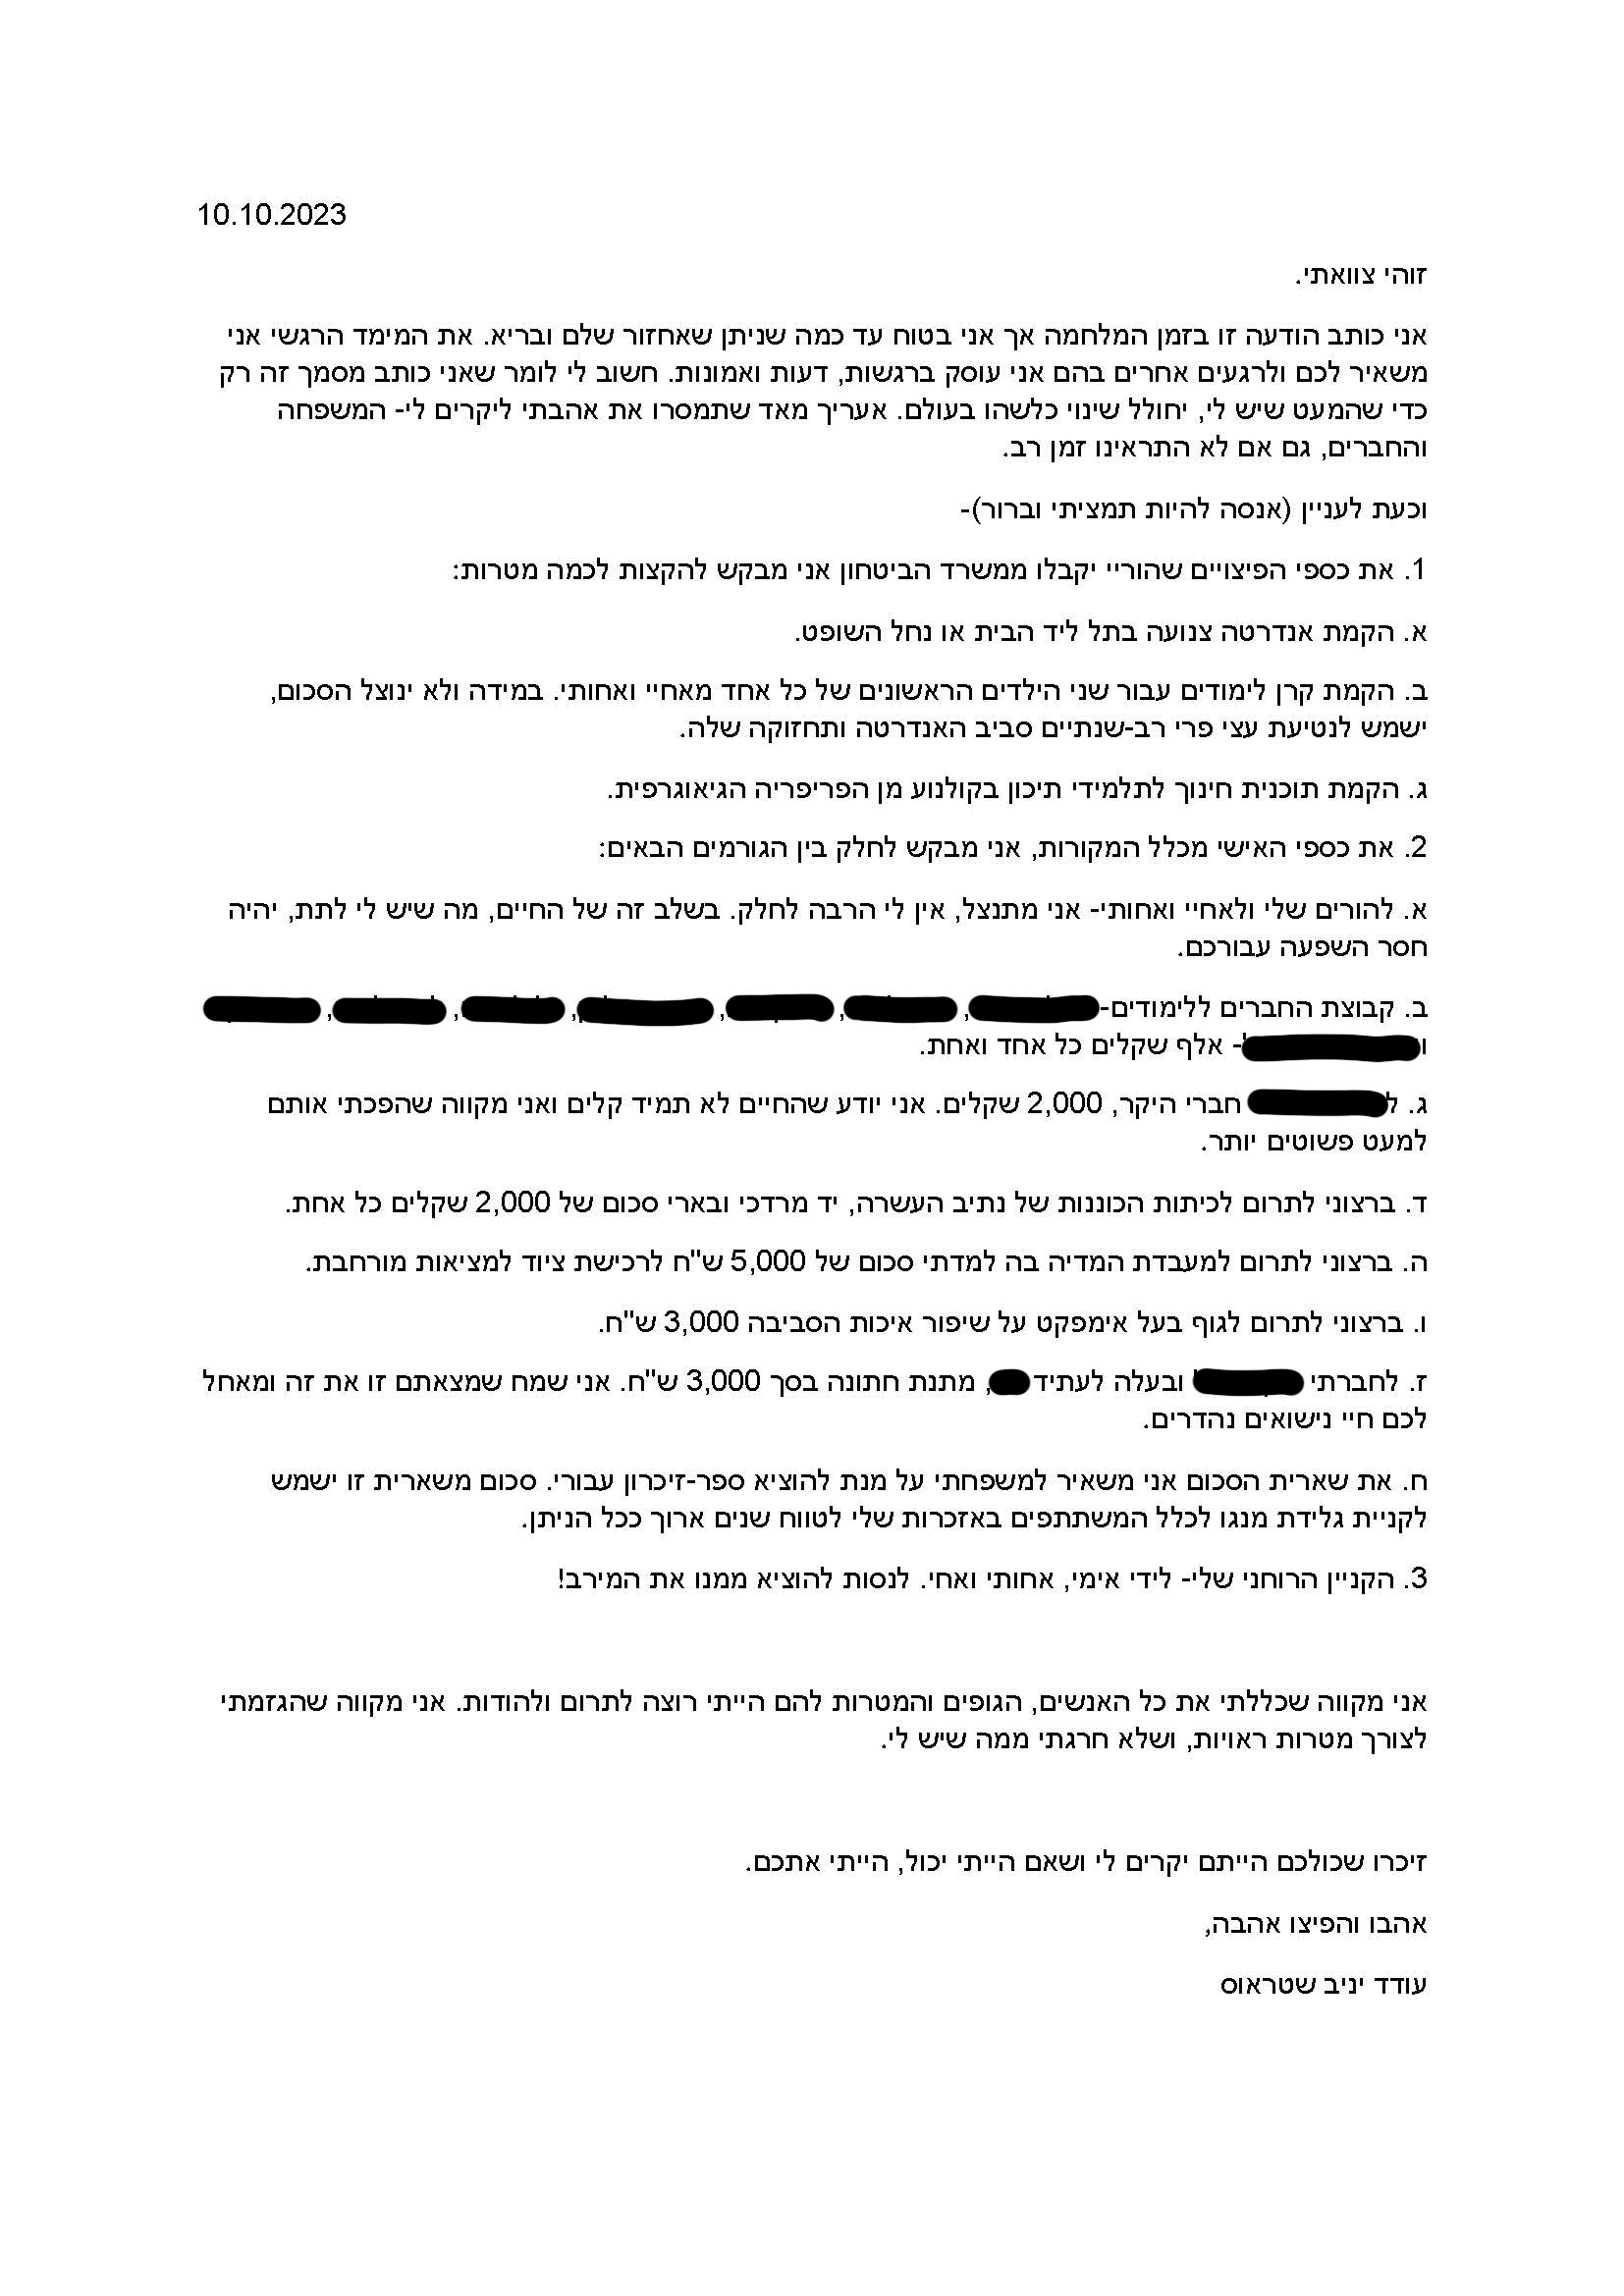 10.10.2023
זוהי צוואתי.
אני כותב הודעה זו בזמן המלחמה אך אני בטוח עד כמה שניתן שאחזור שלם ובריא. את המימד הרגשי אני
משאיר לכם ולרגעים אחרים בהם אני עוסק ברגשות, דעות ואמונות. חשוב לי לומר שאני כותב מסמך זה רק
כדי שהמעט שיש לי, יחולל שינוי כלשהו בעולם. אעריך מאד שתמסרו את אהבתי ליקרים לי- המשפחה
והחברים, גם אם לא התראינו זמן רב.
וכעת לעניין (אנסה להיות תמציתי וברור)-
1. את כספי הפיצויים שהוריי יקבלו ממשרד הביטחון אני מבקש להקצות לכמה מטרות:
א. הקמת אנדרטה צנועה בתל ליד הבית או נחל השופט.
ב. הקמת קרן לימודים עבור שני הילדים הראשונים של כל אחד מאחיי ואחותי. במידה ולא ינוצל הסכום,
ישמש לנטיעת עצי פרי רב-שנתיים סביב האנדרטה ותחזוקה שלה.
ג. הקמת תוכנית חינוך לתלמידי תיכון בקולנוע מן הפריפריה הגיאוגרפית.
2. את כספי האישי מכלל המקורות, אני מבקש לחלק בין הגורמים הבאים:
א. להורים שלי ולאחיי ואחותי- אני מתנצל, אין לי הרבה לחלק. בשלב זה של החיים, מה שיש לי לתת, יהיה
חסר השפעה עבורכם.
ב. קבוצת החברים ללימודים- , , , , , ,
ו - אלף שקלים כל אחד ואחת.
ג. ל חברי היקר, 2,000 שקלים. אני יודע שהחיים לא תמיד קלים ואני מקווה שהפכתי אותם
למעט פשוטים יותר.
ד. ברצוני לתרום לכיתות הכוננות של נתיב העשרה, יד מרדכי ובארי סכום של 2,000 שקלים כל אחת.
ה. ברצוני לתרום למעבדת המדיה בה למדתי סכום של 5,000 ש"ח לרכישת ציוד למציאות מורחבת.
ו. ברצוני לתרום לגוף בעל אימפקט על שיפור איכות הסביבה 3,000 ש"ח.
ז. לחברתי ובעלה לעתיד , מתנת חתונה בסך 3,000 ש"ח. אני שמח שמצאתם זו את זה ומאחל
לכם חיי נישואים נהדרים.
ח. את שארית הסכום אני משאיר למשפחתי על מנת להוציא ספר-זיכרון עבורי. סכום משארית זו ישמש
לקניית גלידת מנגו לכלל המשתתפים באזכרות שלי לטווח שנים ארוך ככל הניתן.
3. הקניין הרוחני שלי- לידי אימי, אחותי ואחי. לנסות להוציא ממנו את המירב!
אני מקווה שכללתי את כל האנשים, הגופים והמטרות להם הייתי רוצה לתרום ולהודות. אני מקווה שהגזמתי
לצורך מטרות ראויות, ושלא חרגתי ממה שיש לי.
זיכרו שכולכם הייתם יקרים לי ושאם הייתי יכול, הייתי אתכם.
אהבו והפיצו אהבה,
עודד יניב שטראוס